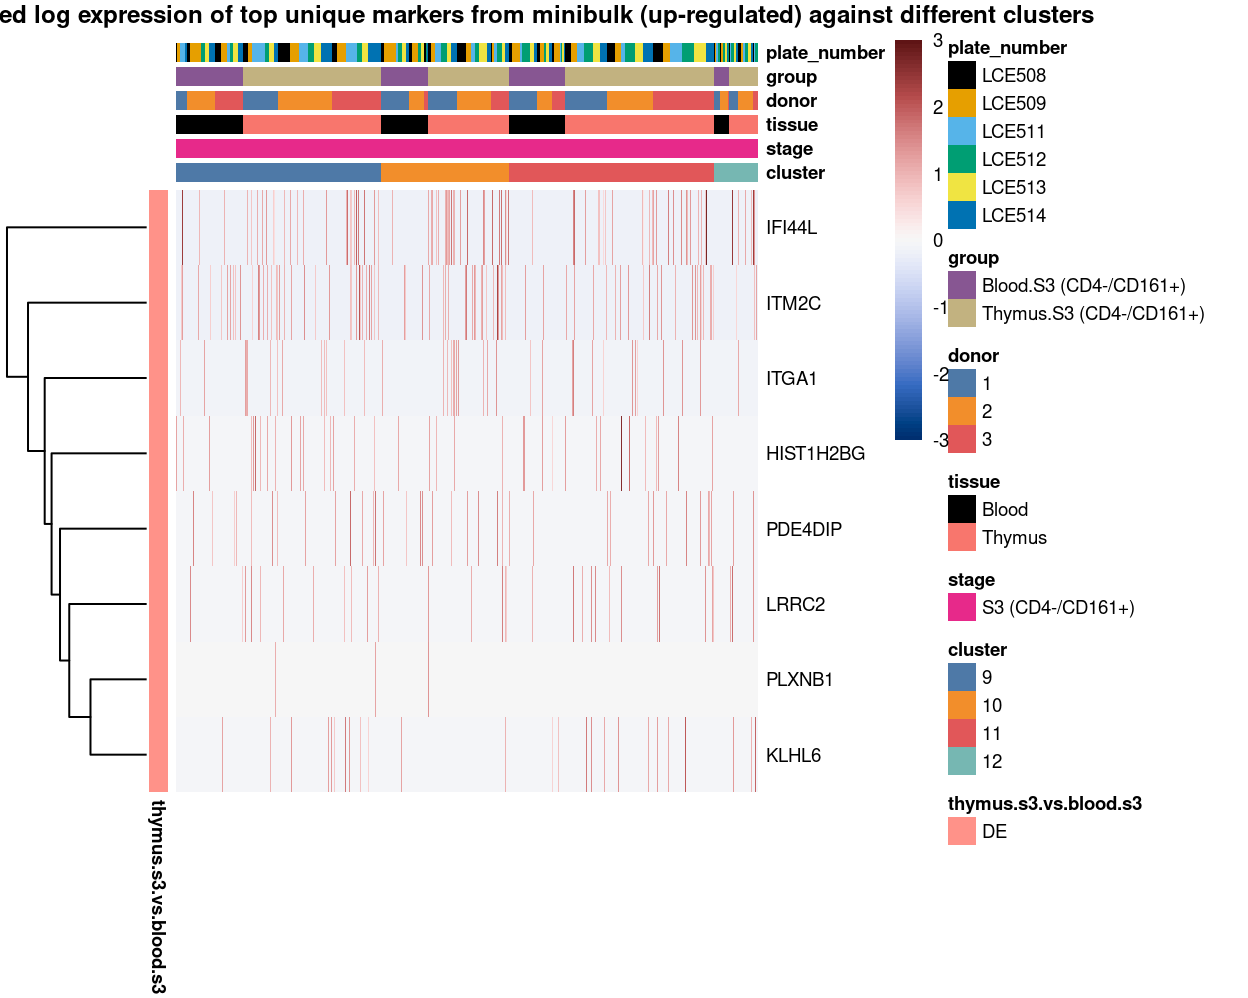 ed log expression of top unique markers from minibulk (up-regulated) against different clusters
plate_number
group
donor
tissue
stage
cluster
IFI44L
ITM2C
ITGA1
HIST1H2BG
PDE4DIP
LRRC2
PLXNB1
KLHL6
thymus.s3.vs.blood.s3
3
2
1
0
-1
-2
-3
plate_number
LCE508
LCE509
LCE511
LCE512
LCE513
LCE514
group
Blood.S3 (CD4-/CD161+)
Thymus.S3 (CD4-/CD161+)
donor
1
2
3
tissue
Blood
Thymus
stage
S3 (CD4-/CD161+)
cluster
9
10
11
12
thymus.s3.vs.blood.s3
DE